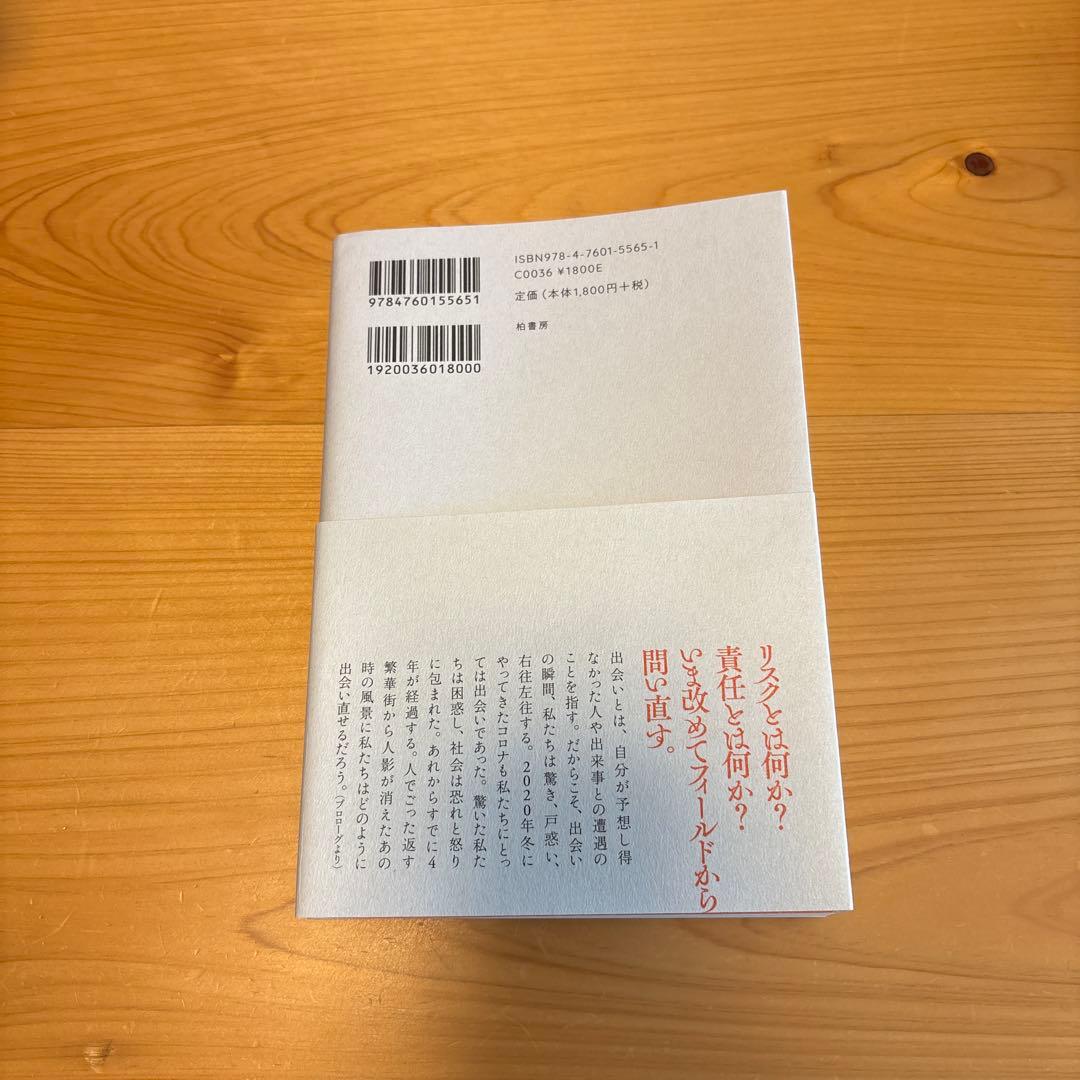 ISBN978-4-7601-5565-1
C0036 ¥1800E
定価(本体1,800円+税)
柏書房
9784760155651
1920036018000
リスクとは何か?
責任とは何か?
いま改めてフィールドから
問い直す。
出会いとは、自分が予想し得
なかった人や出来事との遭遇の
ことを指す。だからこそ、出会い
の瞬間、私たちは驚き、戸惑い、
右往左往する。2020年冬に
やってきたコロナも私たちにとっ
ては出会いであった。驚いた私た
ちは困惑し、社会は恐れと怒り
に包まれた。あれからすでに4
年が経過する。人でごった返す
繁華街から人影が消えたあの
時の風景に私たちはどのように
出会い直せるだろう。(プロローグより)